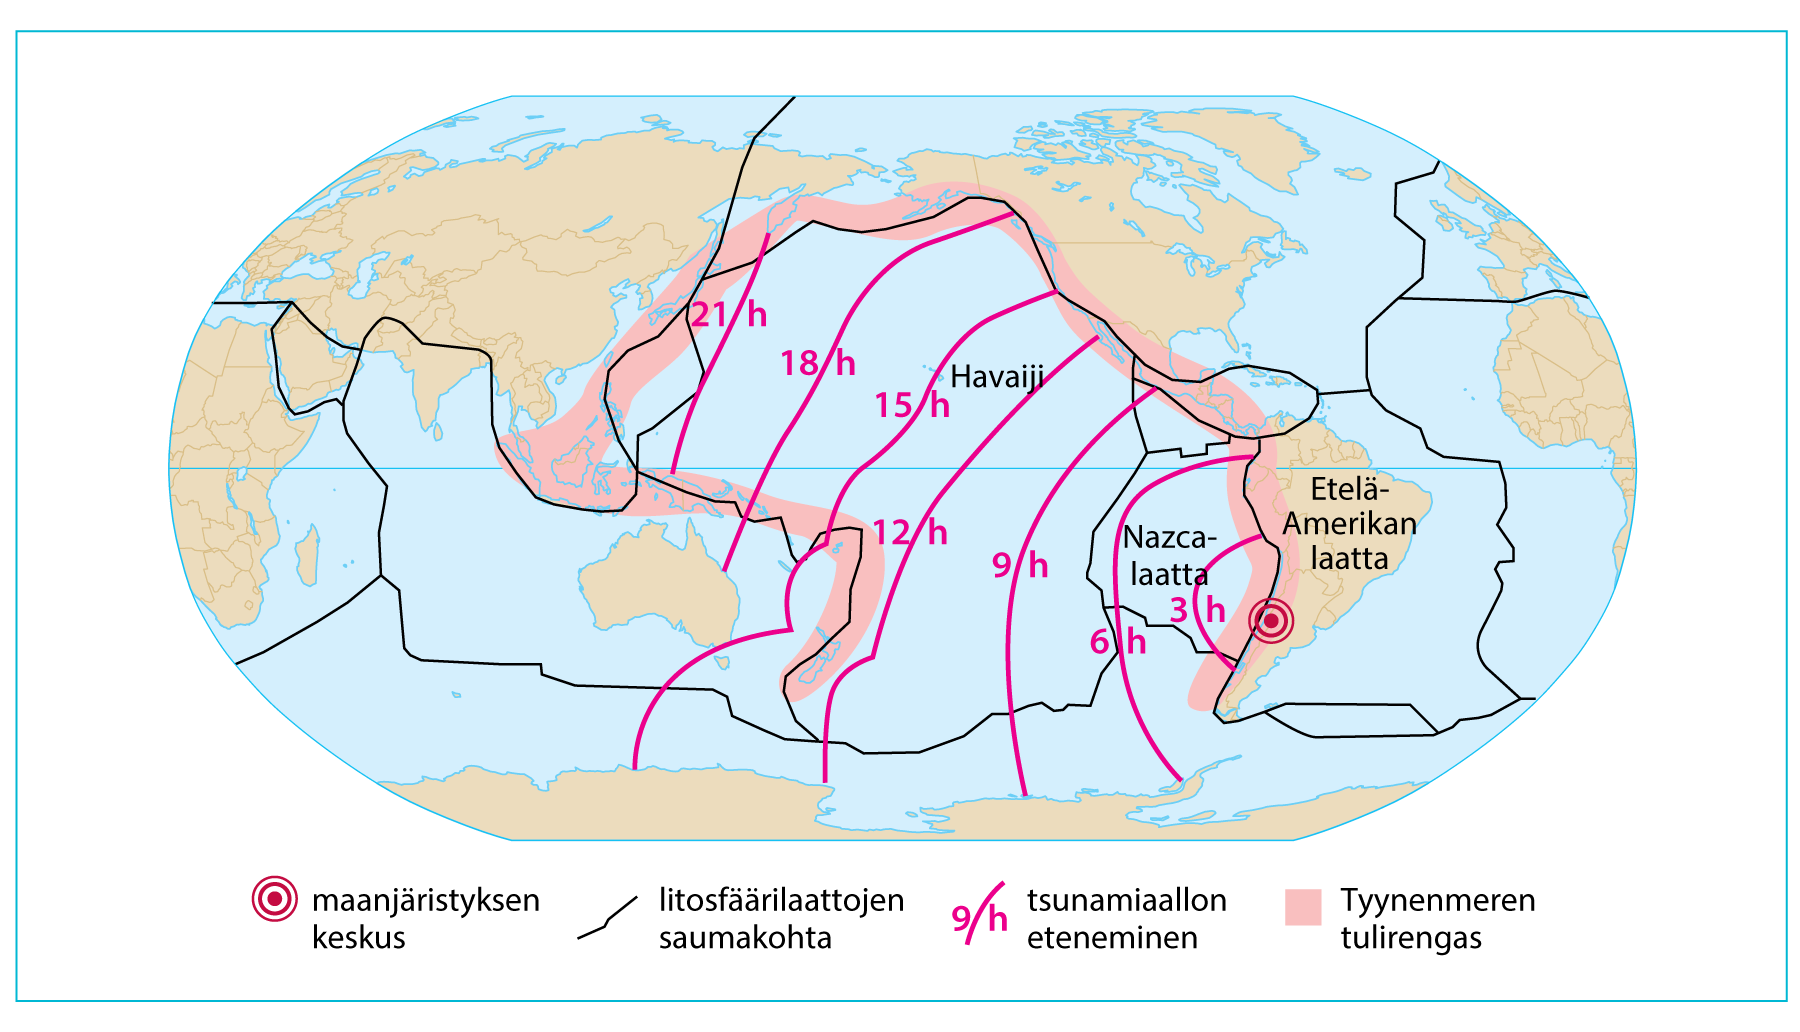 21 h
18 h
Havaiji
15 h
12 h
9 h
Nazca-
laatta
3 h
6 h
Etelä-
Amerikan
laatta
maanjäristyksen
keskus
litosfäärilaattojen
saumakohta
9 h
tsunamiaallon
eteneminen
Tyynenmeren
tulirengas